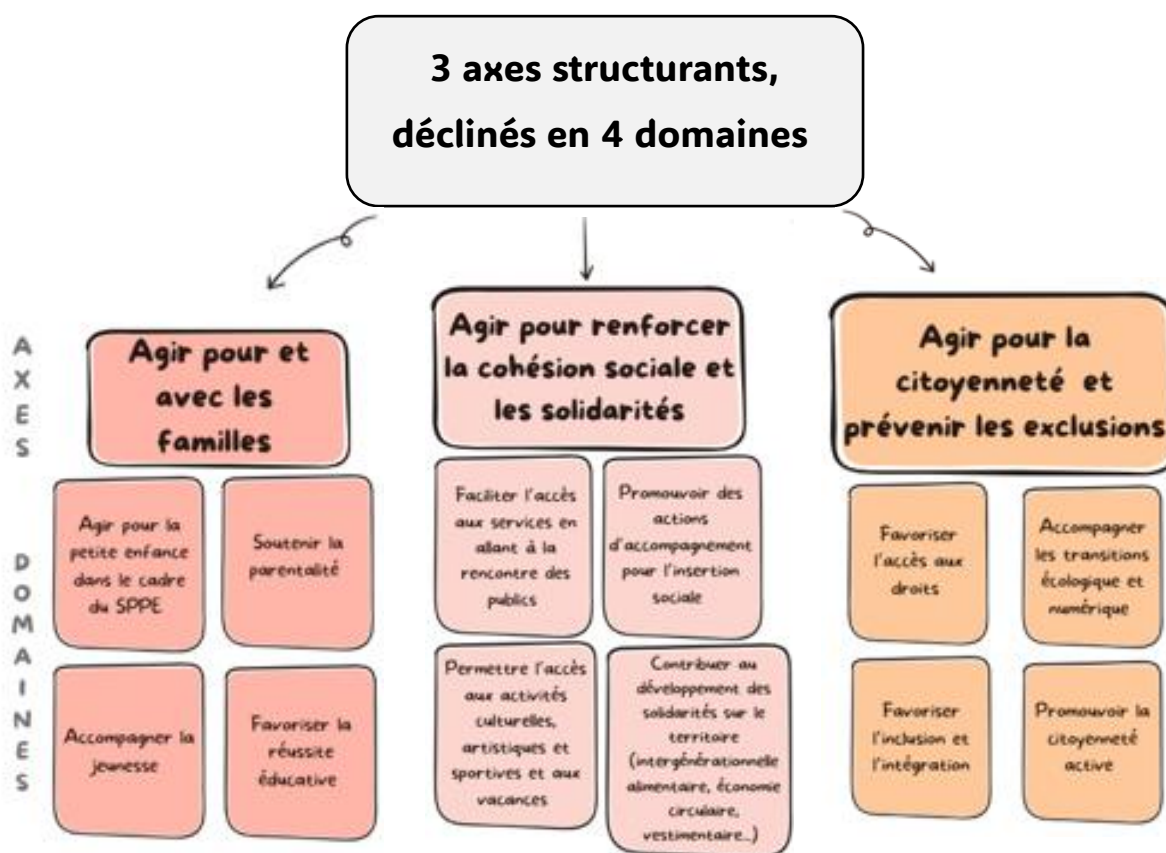 3 axes structurants,
déclinés en 4 domaines
AXES
Agir pour et
avec les
familles
Agir pour renforcer
la cohésion sociale et
les solidarités
Agir pour la
citoyenneté et
prévenir les exclusions
DOMAINES
Agir pour la
petite enfance
dans le cadre
du SPPE
Soutenir la
parentalité
Accompagner la
jeunesse
Favoriser la
réussite
éducative
Faciliter l'accès
aux services en
allant à la
rencontre des
publics
Promouvoir des
actions
d'accompagnement
pour l'insertion
sociale
Permettre l'accès
aux activités
culturelles,
artistiques et
sportives et aux
vacances
Contribuer au
développement des
solidarités sur le
territoire
(intergénérationnelle
alimentaire, économie
circulaire,
vestimentaire...)
Favoriser
l'accès aux
droits
Accompagner
les transitions
écologique et
numérique
Favoriser
l'inclusion et
l'intégration
Promouvoir la
citoyenneté
active